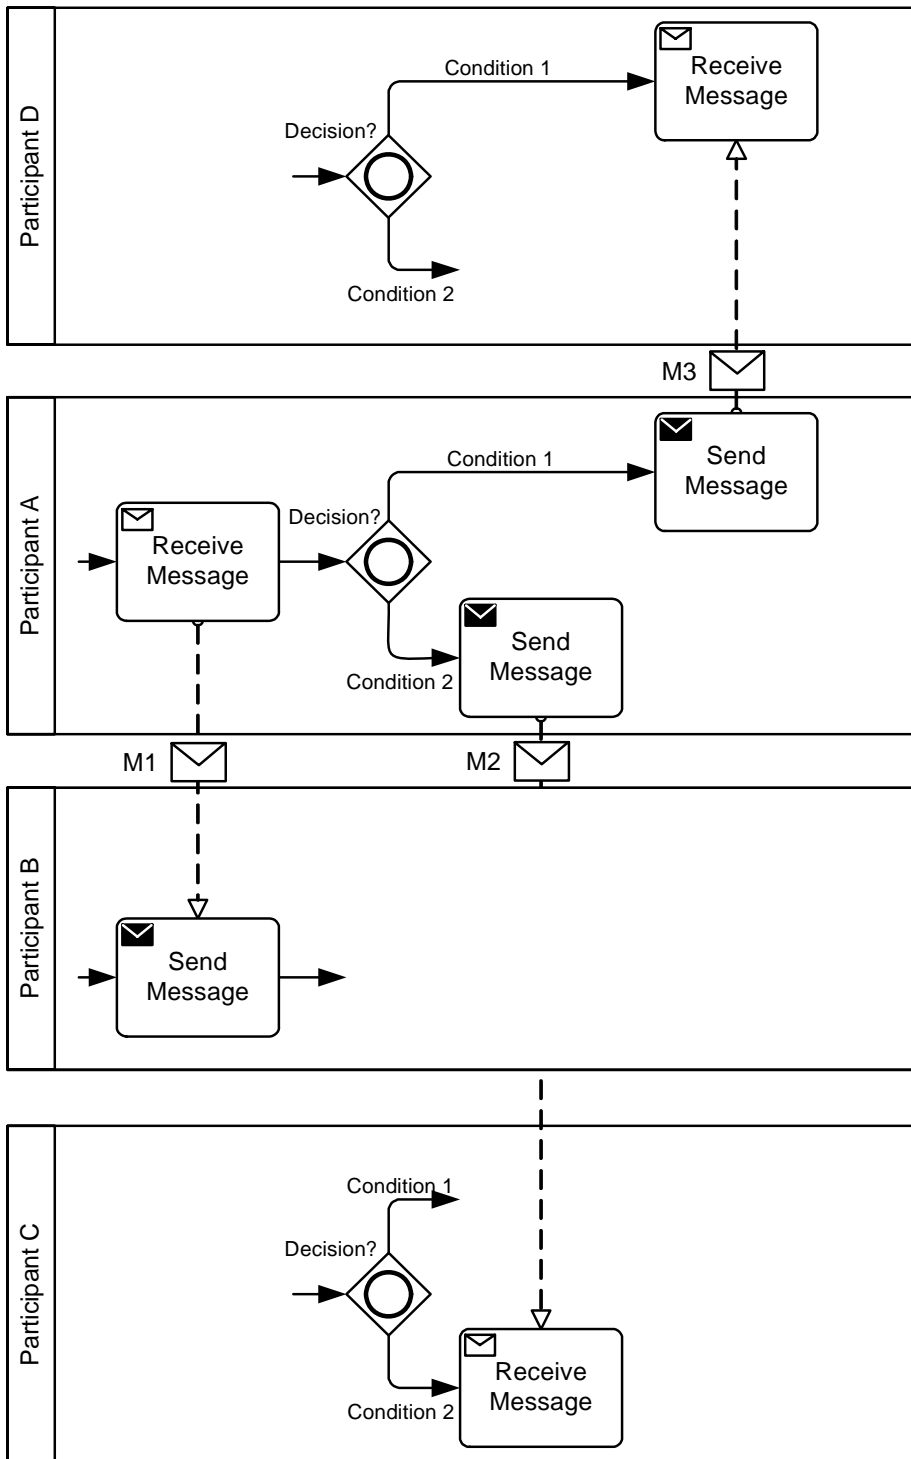 Participant D
Condition 1
Receive
Message
Decision?
Condition 2
M3
Participant A
Condition 1
Send
Message
Receive
Message
Decision?
Send
Message
Condition 2
M1
M2
Participant B
Send
Message
Participant C
Condition 1
Decision?
Receive
Message
Condition 2